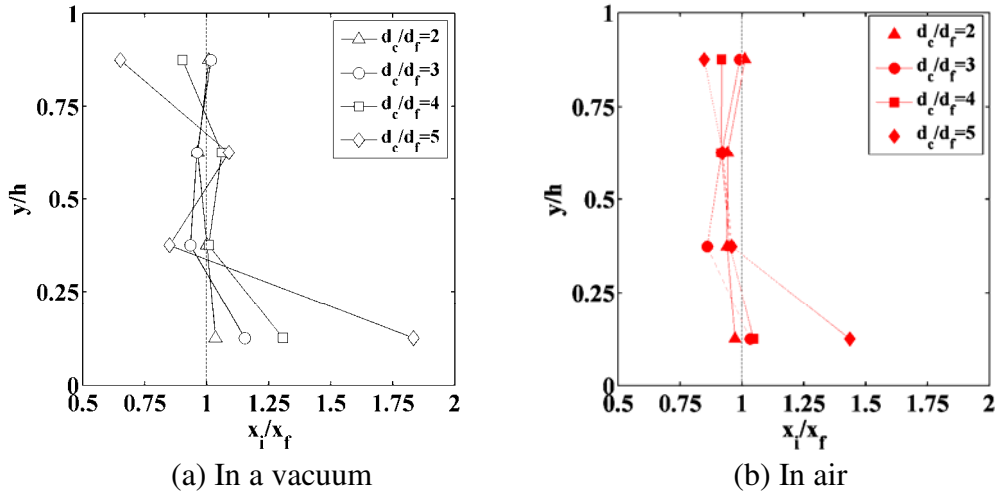 1
0.75
0.5
0.25
0
y/h
0.5 0.75 1 1.25 1.5 1.75 2
x_i/x_f
d_c/d_f=2
d_c/d_f=3
d_c/d_f=4
d_c/d_f=5
(a) In a vacuum
1
0.75
0.5
0.25
0
y/h
0.5 0.75 1 1.25 1.5 1.75 2
x_i/x_f
d_c/d_f=2
d_c/d_f=3
d_c/d_f=4
d_c/d_f=5
(b) In air